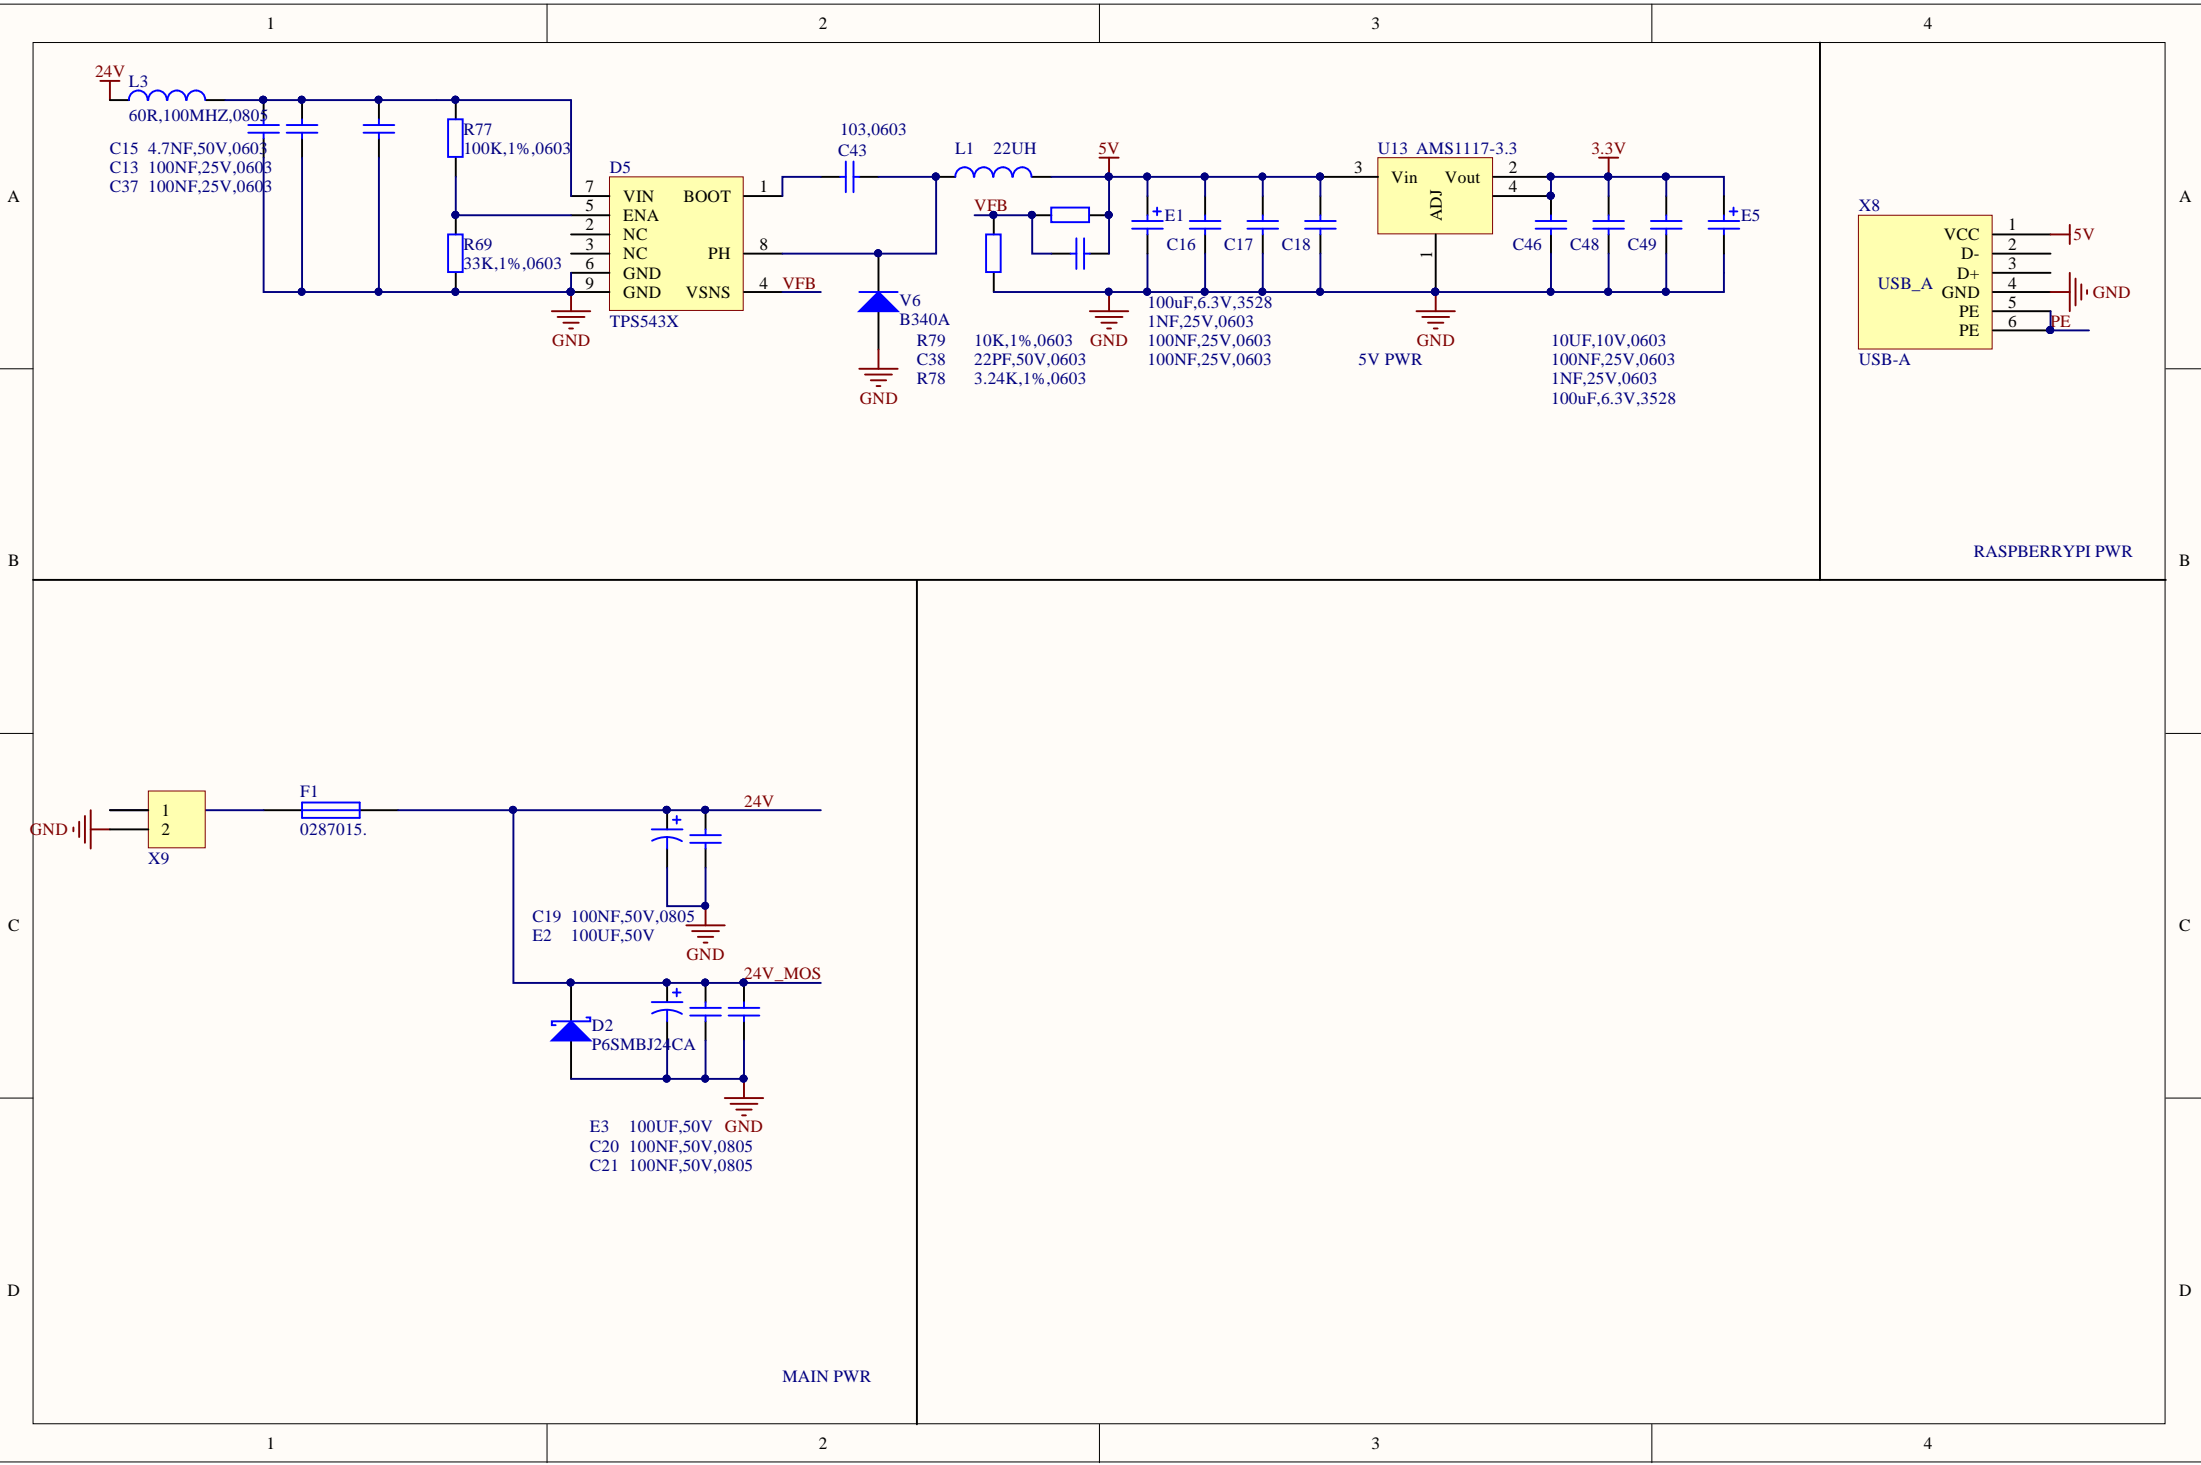 1 2 3 4
A
24V
L3
60R,100MHZ,0805
C15 4.7NF,50V,0603
C13 100NF,25V,0603
C37 100NF,25V,0603
R77
100K,1%,0603
R69
33K,1%,0603
D5
7 VIN BOOT 1
5 ENA
2 NC
3 NC PH 8
6 GND
9 GND VSNS 4 VFB
TPS543X
GND
103,0603
C43
V6
B340A
GND
L1 22UH
5V
VFB
R79 10K,1%,0603
C38 22PF,50V,0603
R78 3.24K,1%,0603
GND
E1
C16 C17 C18
100uF,6.3V,3528
1NF,25V,0603
100NF,25V,0603
100NF,25V,0603
U13 AMS1117-3.3
3 Vin Vout 2
4
ADJ
1
GND
5V PWR
3.3V
C46 C48 C49
E5
10UF,10V,0603
100NF,25V,0603
1NF,25V,0603
100uF,6.3V,3528
X8
VCC 1 5V
D- 2
D+ 3
USB_A
GND 4 GND
PE 5
PE 6 PE
USB-A
A
B
RASPBERRYPI PWR
B
F1
0287015.
GND
1
2
X9
24V
C
C19 100NF,50V,0805
E2 100UF,50V
GND
24V_MOS
D2
P6SMBJ24CA
E3 100UF,50V
C20 100NF,50V,0805
C21 100NF,50V,0805
GND
C
D
MAIN PWR
D
1 2 3 4